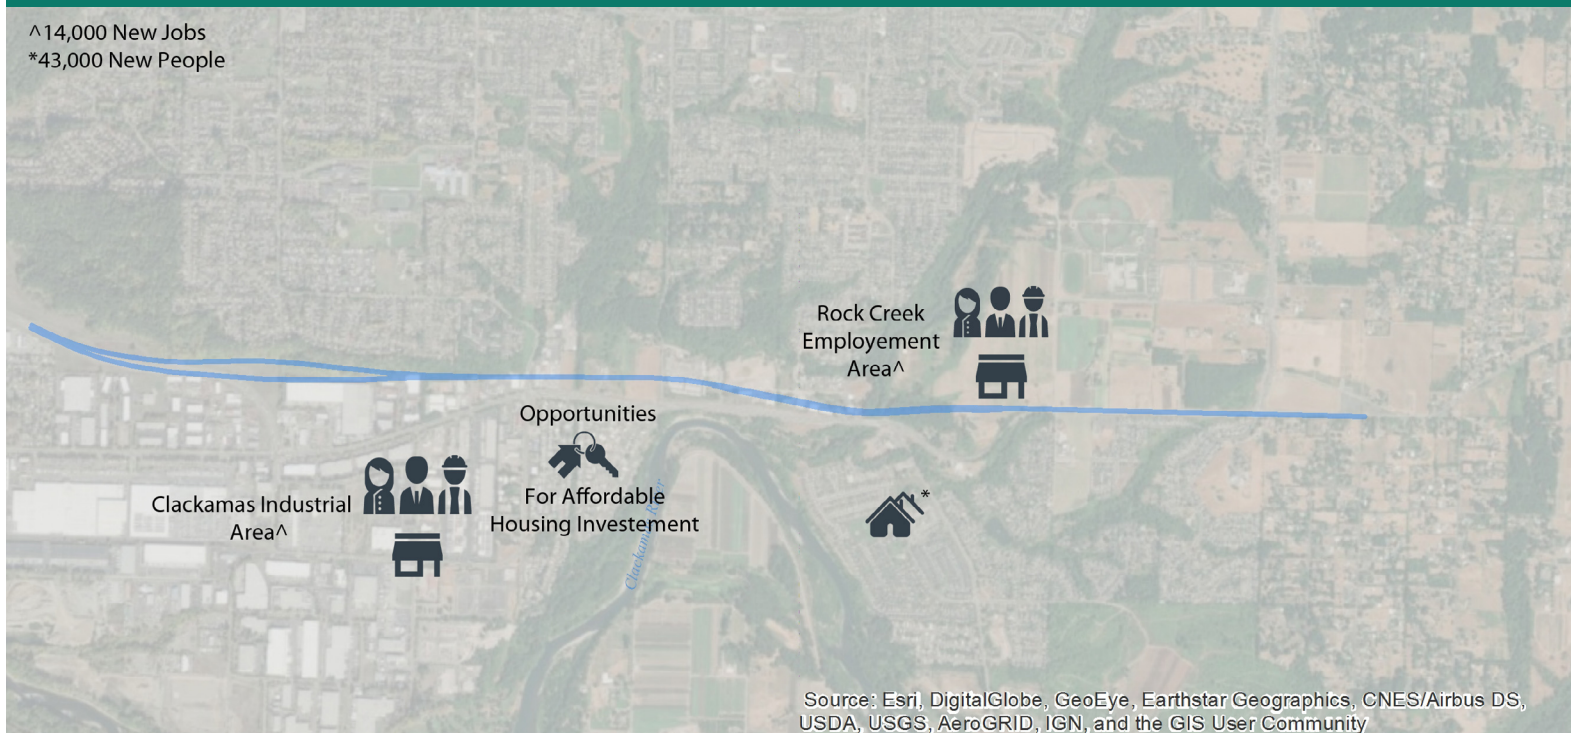 ^14,000 New Jobs
*43,000 New People
Rock Creek
Employement
Area^
Opportunities
For Affordable
Housing Investement
Clackamas Industrial
Area^
*
Clackamas River
Source: Esri, DigitalGlobe, GeoEye, Earthstar Geographics, CNES/Airbus DS,
USDA, USGS, AeroGRID, IGN, and the GIS User Community